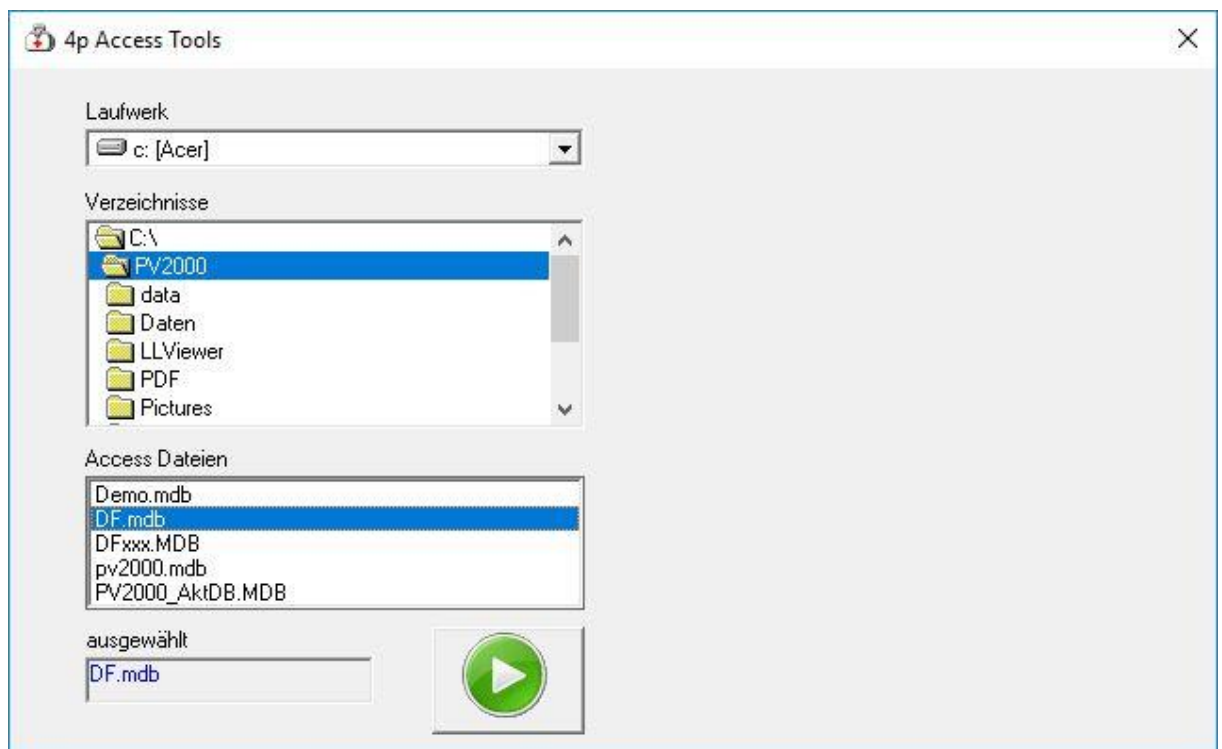 4p Access Tools
Laufwerk
c: [Acer]
Verzeichnisse
C:\
PV2000
data
Daten
LLViewer
PDF
Pictures
Access Dateien
Demo.mdb
DF.mdb
DFxxx.MDB
pv2000.mdb
PV2000_AktDB.MDB
ausgewählt
DF.mdb